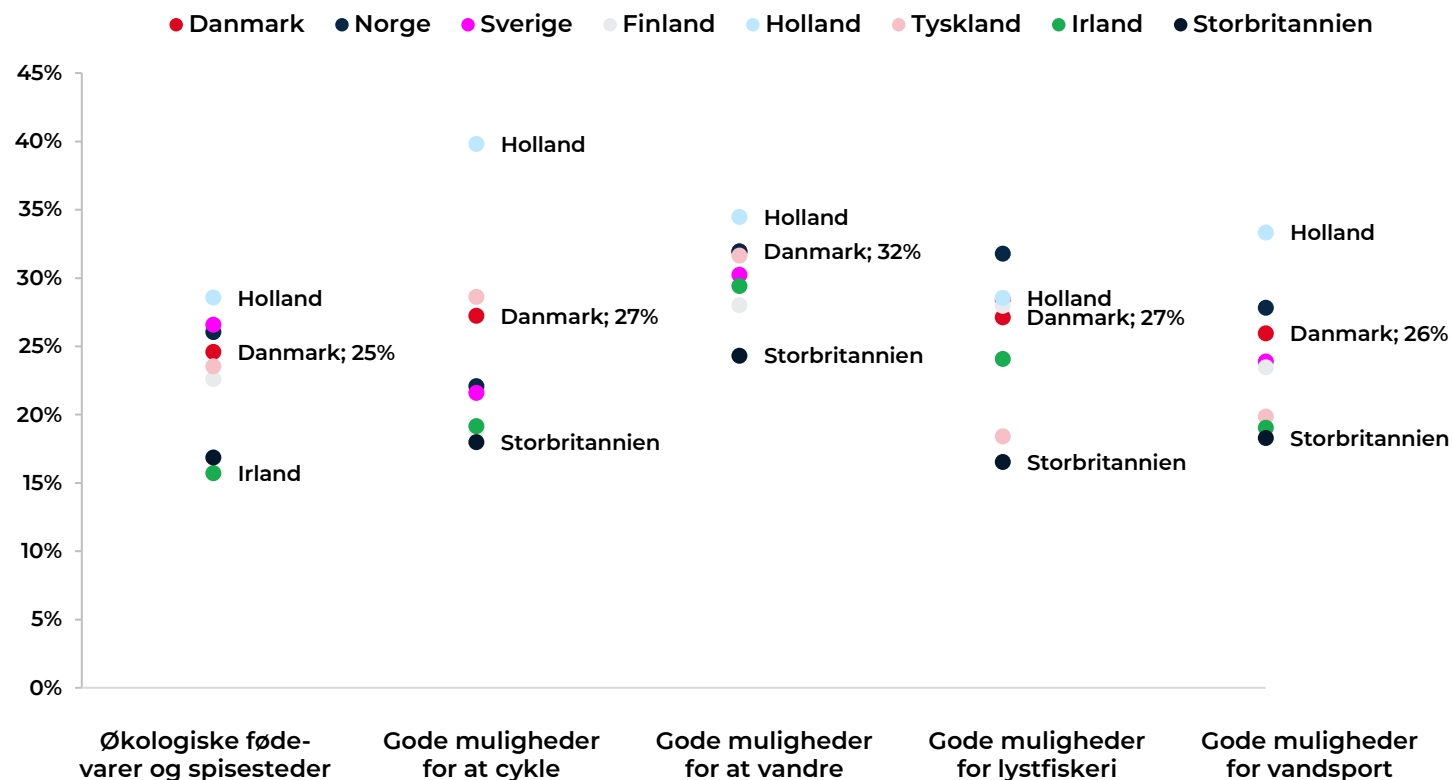 Danmark Norge Sverige Finland Holland Tyskland Irland Storbritannien
45%
40%
35%
30%
25%
20%
15%
10%
5%
0%
Holland
Danmark; 25%
Irland
Holland
Danmark; 27%
Storbritannien
Holland
Danmark; 32%
Storbritannien
Holland
Danmark; 27%
Storbritannien
Holland
Danmark; 26%
Storbritannien
Økologiske føde-
varer og spisesteder
Gode muligheder
for at cykle
Gode muligheder
for at vandre
Gode muligheder
for lystfiskeri
Gode muligheder
for vandsport